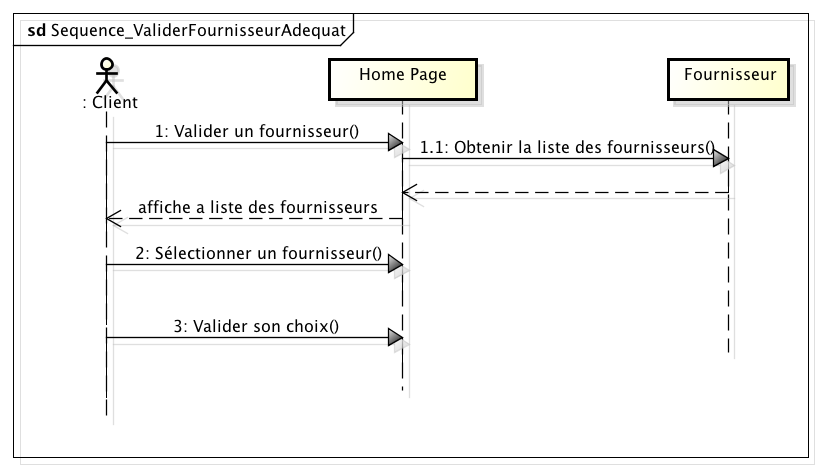 sd Sequence_ValiderFournisseurAdequat
: Client
Home Page
Fournisseur
1: Valider un fournisseur()
1.1: Obtenir la liste des fournisseurs()
affiche a liste des fournisseurs
2: Sélectionner un fournisseur()
3: Valider son choix()